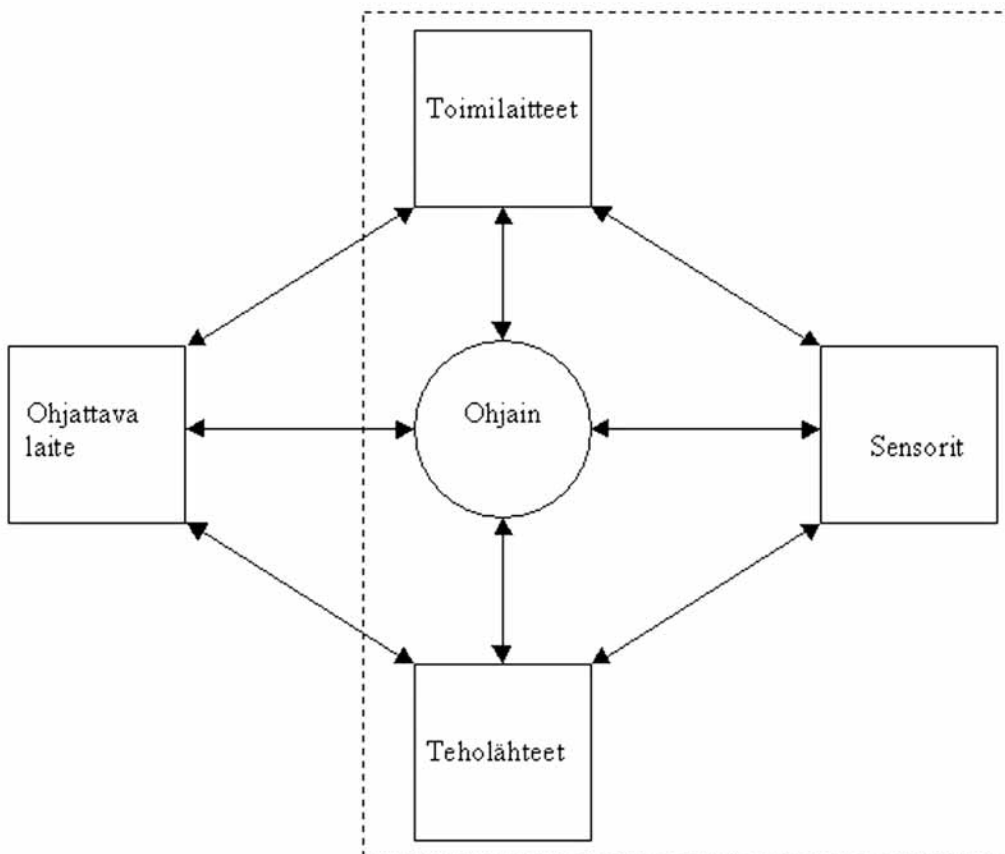 Toimilaitteet
Ohjattava
laite
Ohjain
Sensorit
Teholähteet